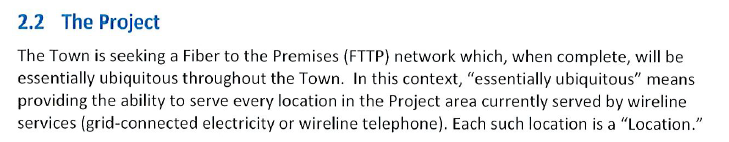 2.2 The Project
The Town is seeking a Fiber to the Premises (FTTP) network which, when complete, will be
essentially ubiquitous throughout the Town. In this context, “essentially ubiquitous” means
providing the ability to serve every location in the Project area currently served by wireline
services (grid-connected electricity or wireline telephone). Each such location is a “Location.”